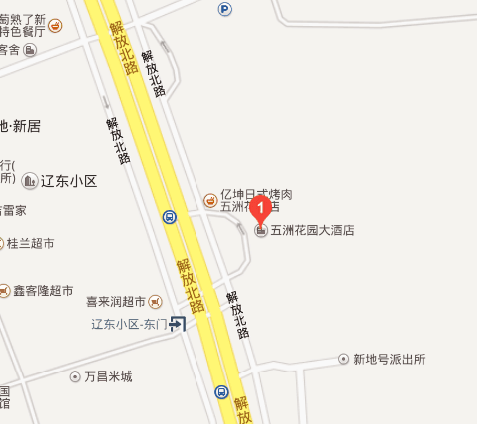 萄熟了新
特色餐厅
客舍
P
解放北路
解放北路
解放北路
地·新居
行(
所)
辽东小区
雷家
亿坤日式烤肉
五洲花
店
1
五洲花园大酒店
桂兰超市
解放北路
鑫客隆超市
喜来润超市
解放北路
辽东小区-东门
新地号派出所
万昌米城
国
馆
解放